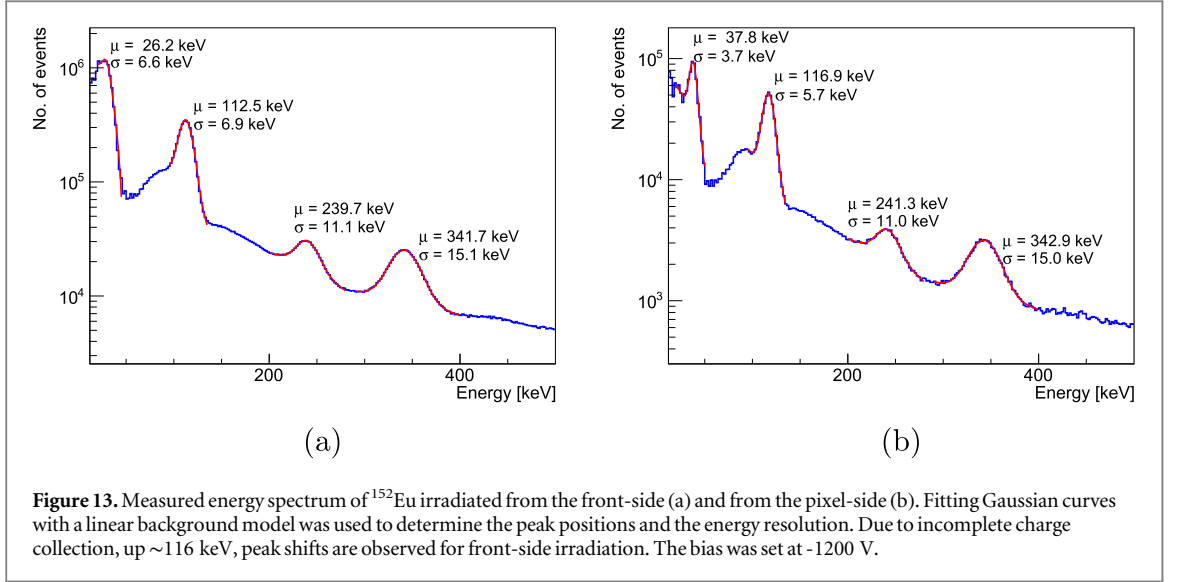 No. of events
10⁶
10⁵
10⁴
μ = 26.2 keV
σ = 6.6 keV
μ = 112.5 keV
σ = 6.9 keV
μ = 239.7 keV
σ = 11.1 keV
μ = 341.7 keV
σ = 15.1 keV
200 400
Energy [keV]
(a)
No. of events
10⁵
10⁴
10³
μ = 37.8 keV
σ = 3.7 keV
μ = 116.9 keV
σ = 5.7 keV
μ = 241.3 keV
σ = 11.0 keV
μ = 342.9 keV
σ = 15.0 keV
200 400
Energy [keV]
(b)
Figure 13. Measured energy spectrum of ¹⁵²Eu irradiated from the front-side (a) and from the pixel-side (b). Fitting Gaussian curves
with a linear background model was used to determine the peak positions and the energy resolution. Due to incomplete charge
collection, up ~116 keV, peak shifts are observed for front-side irradiation. The bias was set at -1200 V.